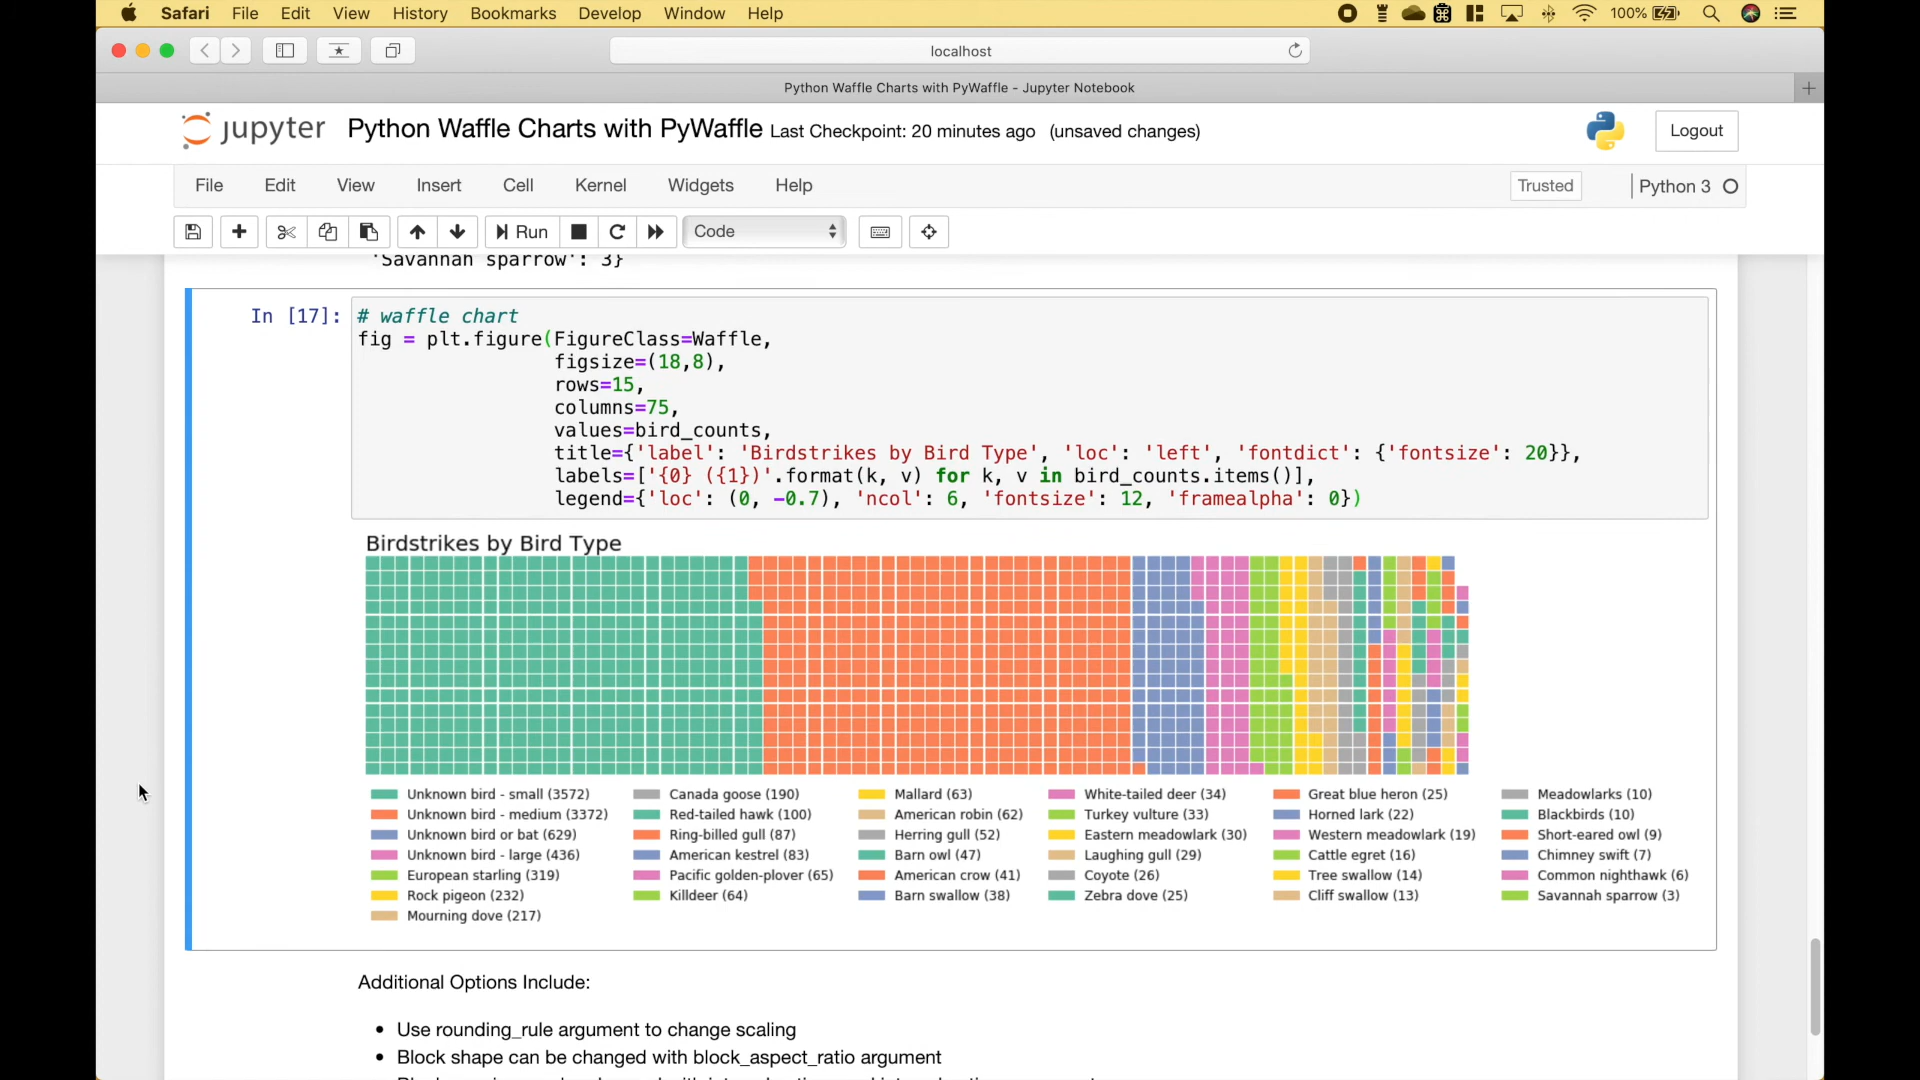 Safari File Edit View History Bookmarks Develop Window Help 100%
localhost
Python Waffle Charts with PyWaffle - Jupyter Notebook
jupyter Python Waffle Charts with PyWaffle Last Checkpoint: 20 minutes ago (unsaved changes) Logout
File Edit View Insert Cell Kernel Widgets Help Trusted Python 3
Run Code
'Savannah sparrow': 3}
In [17]: # waffle chart
fig = plt.figure(FigureClass=Waffle,
figsize=(18,8),
rows=15,
columns=75,
values=bird_counts,
title={'label': 'Birdstrikes by Bird Type', 'loc': 'left', 'fontdict': {'fontsize': 20}},
labels=['{0} ({1})'.format(k, v) for k, v in bird_counts.items()],
legend={'loc': (0, -0.7), 'ncol': 6, 'fontsize': 12, 'framealpha': 0})
Birdstrikes by Bird Type
Unknown bird - small (3572) Canada goose (190) Mallard (63) White-tailed deer (34) Great blue heron (25) Meadowlarks (10)
Unknown bird - medium (3372) Red-tailed hawk (100) American robin (62) Turkey vulture (33) Horned lark (22) Blackbirds (10)
Unknown bird or bat (629) Ring-billed gull (87) Herring gull (52) Eastern meadowlark (30) Western meadowlark (19) Short-eared owl (9)
Unknown bird - large (436) American kestrel (83) Barn owl (47) Laughing gull (29) Cattle egret (16) Chimney swift (7)
European starling (319) Pacific golden-plover (65) American crow (41) Coyote (26) Tree swallow (14) Common nighthawk (6)
Rock pigeon (232) Killdeer (64) Barn swallow (38) Zebra dove (25) Cliff swallow (13) Savannah sparrow (3)
Mourning dove (217)
Additional Options Include:
• Use rounding_rule argument to change scaling
• Block shape can be changed with block_aspect_ratio argument